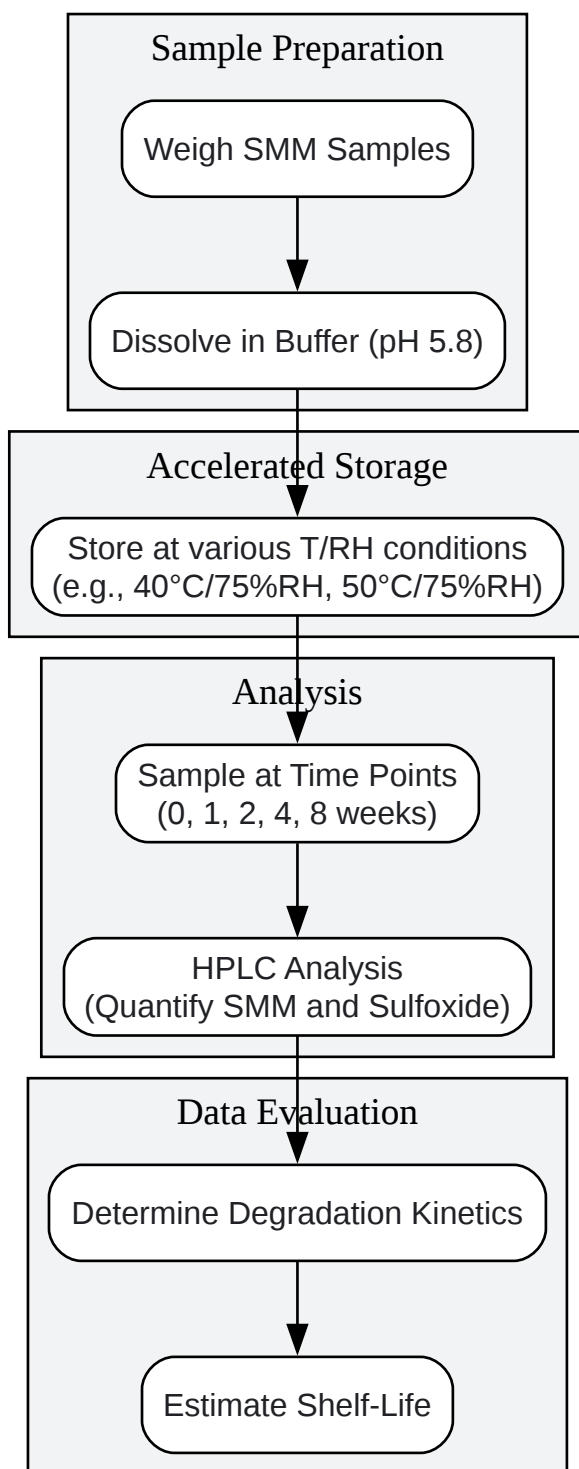 Sample Preparation
Weigh SMM Samples
Dissolve in Buffer (pH 5.8)
Accelerated Storage
Store at various T/RH conditions
(e.g., 40°C/75%RH, 50°C/75%RH)
Analysis
Sample at Time Points
(0, 1, 2, 4, 8 weeks)
HPLC Analysis
(Quantify SMM and Sulfoxide)
Data Evaluation
Determine Degradation Kinetics
Estimate Shelf-Life